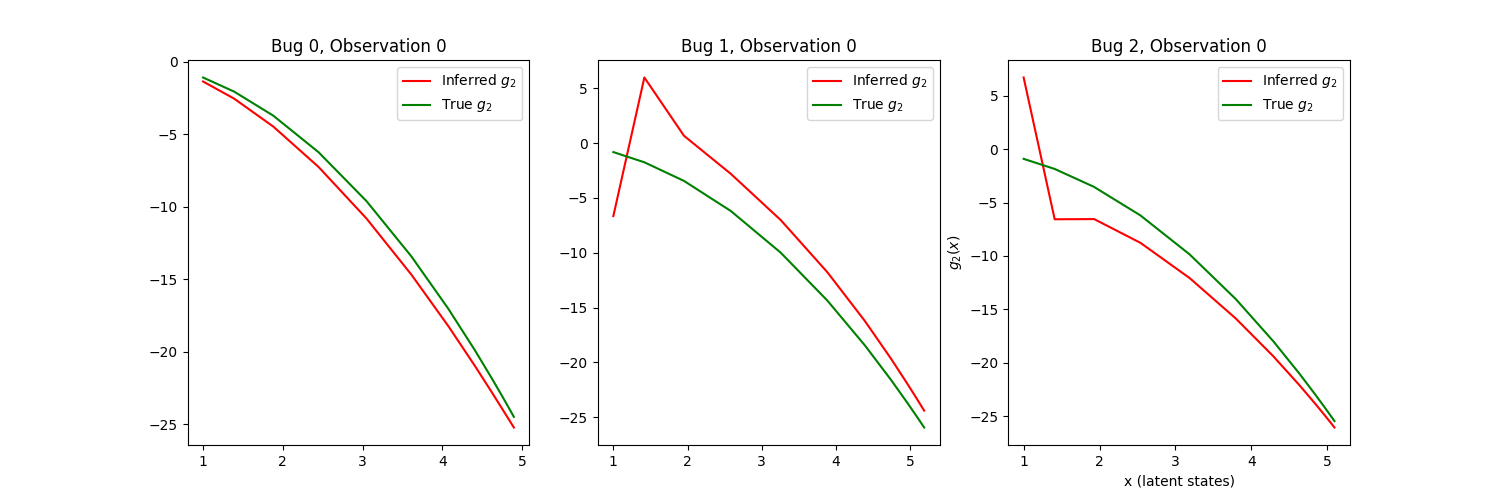 Bug 0, Observation 0
Inferred g₂
True g₂
0
−5
−10
−15
−20
−25
1 2 3 4 5
Bug 1, Observation 0
Inferred g₂
True g₂
5
0
−5
−10
−15
−20
−25
1 2 3 4 5
Bug 2, Observation 0
Inferred g₂
True g₂
g₂(x)
5
0
−5
−10
−15
−20
−25
1 2 3 4 5
x (latent states)